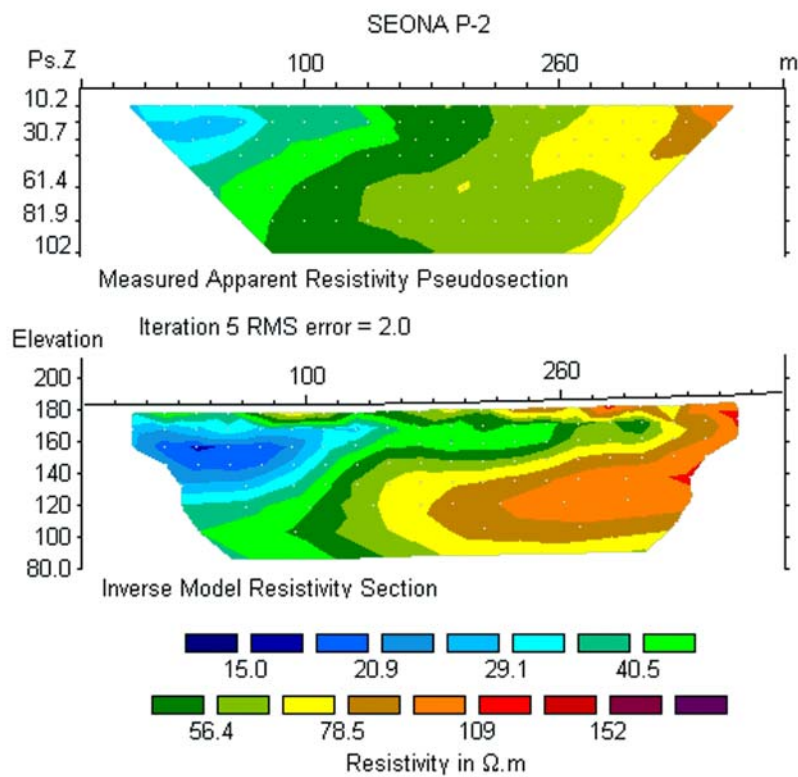 SEONA P-2
Ps.Z 100 260 m
10.2
30.7
61.4
81.9
102
Measured Apparent Resistivity Pseudosection
Iteration 5 RMS error = 2.0
Elevation
100 260
200
180
160
140
120
100
80.0
Inverse Model Resistivity Section
15.0 20.9 29.1 40.5
56.4 78.5 109 152
Resistivity in Ω.m